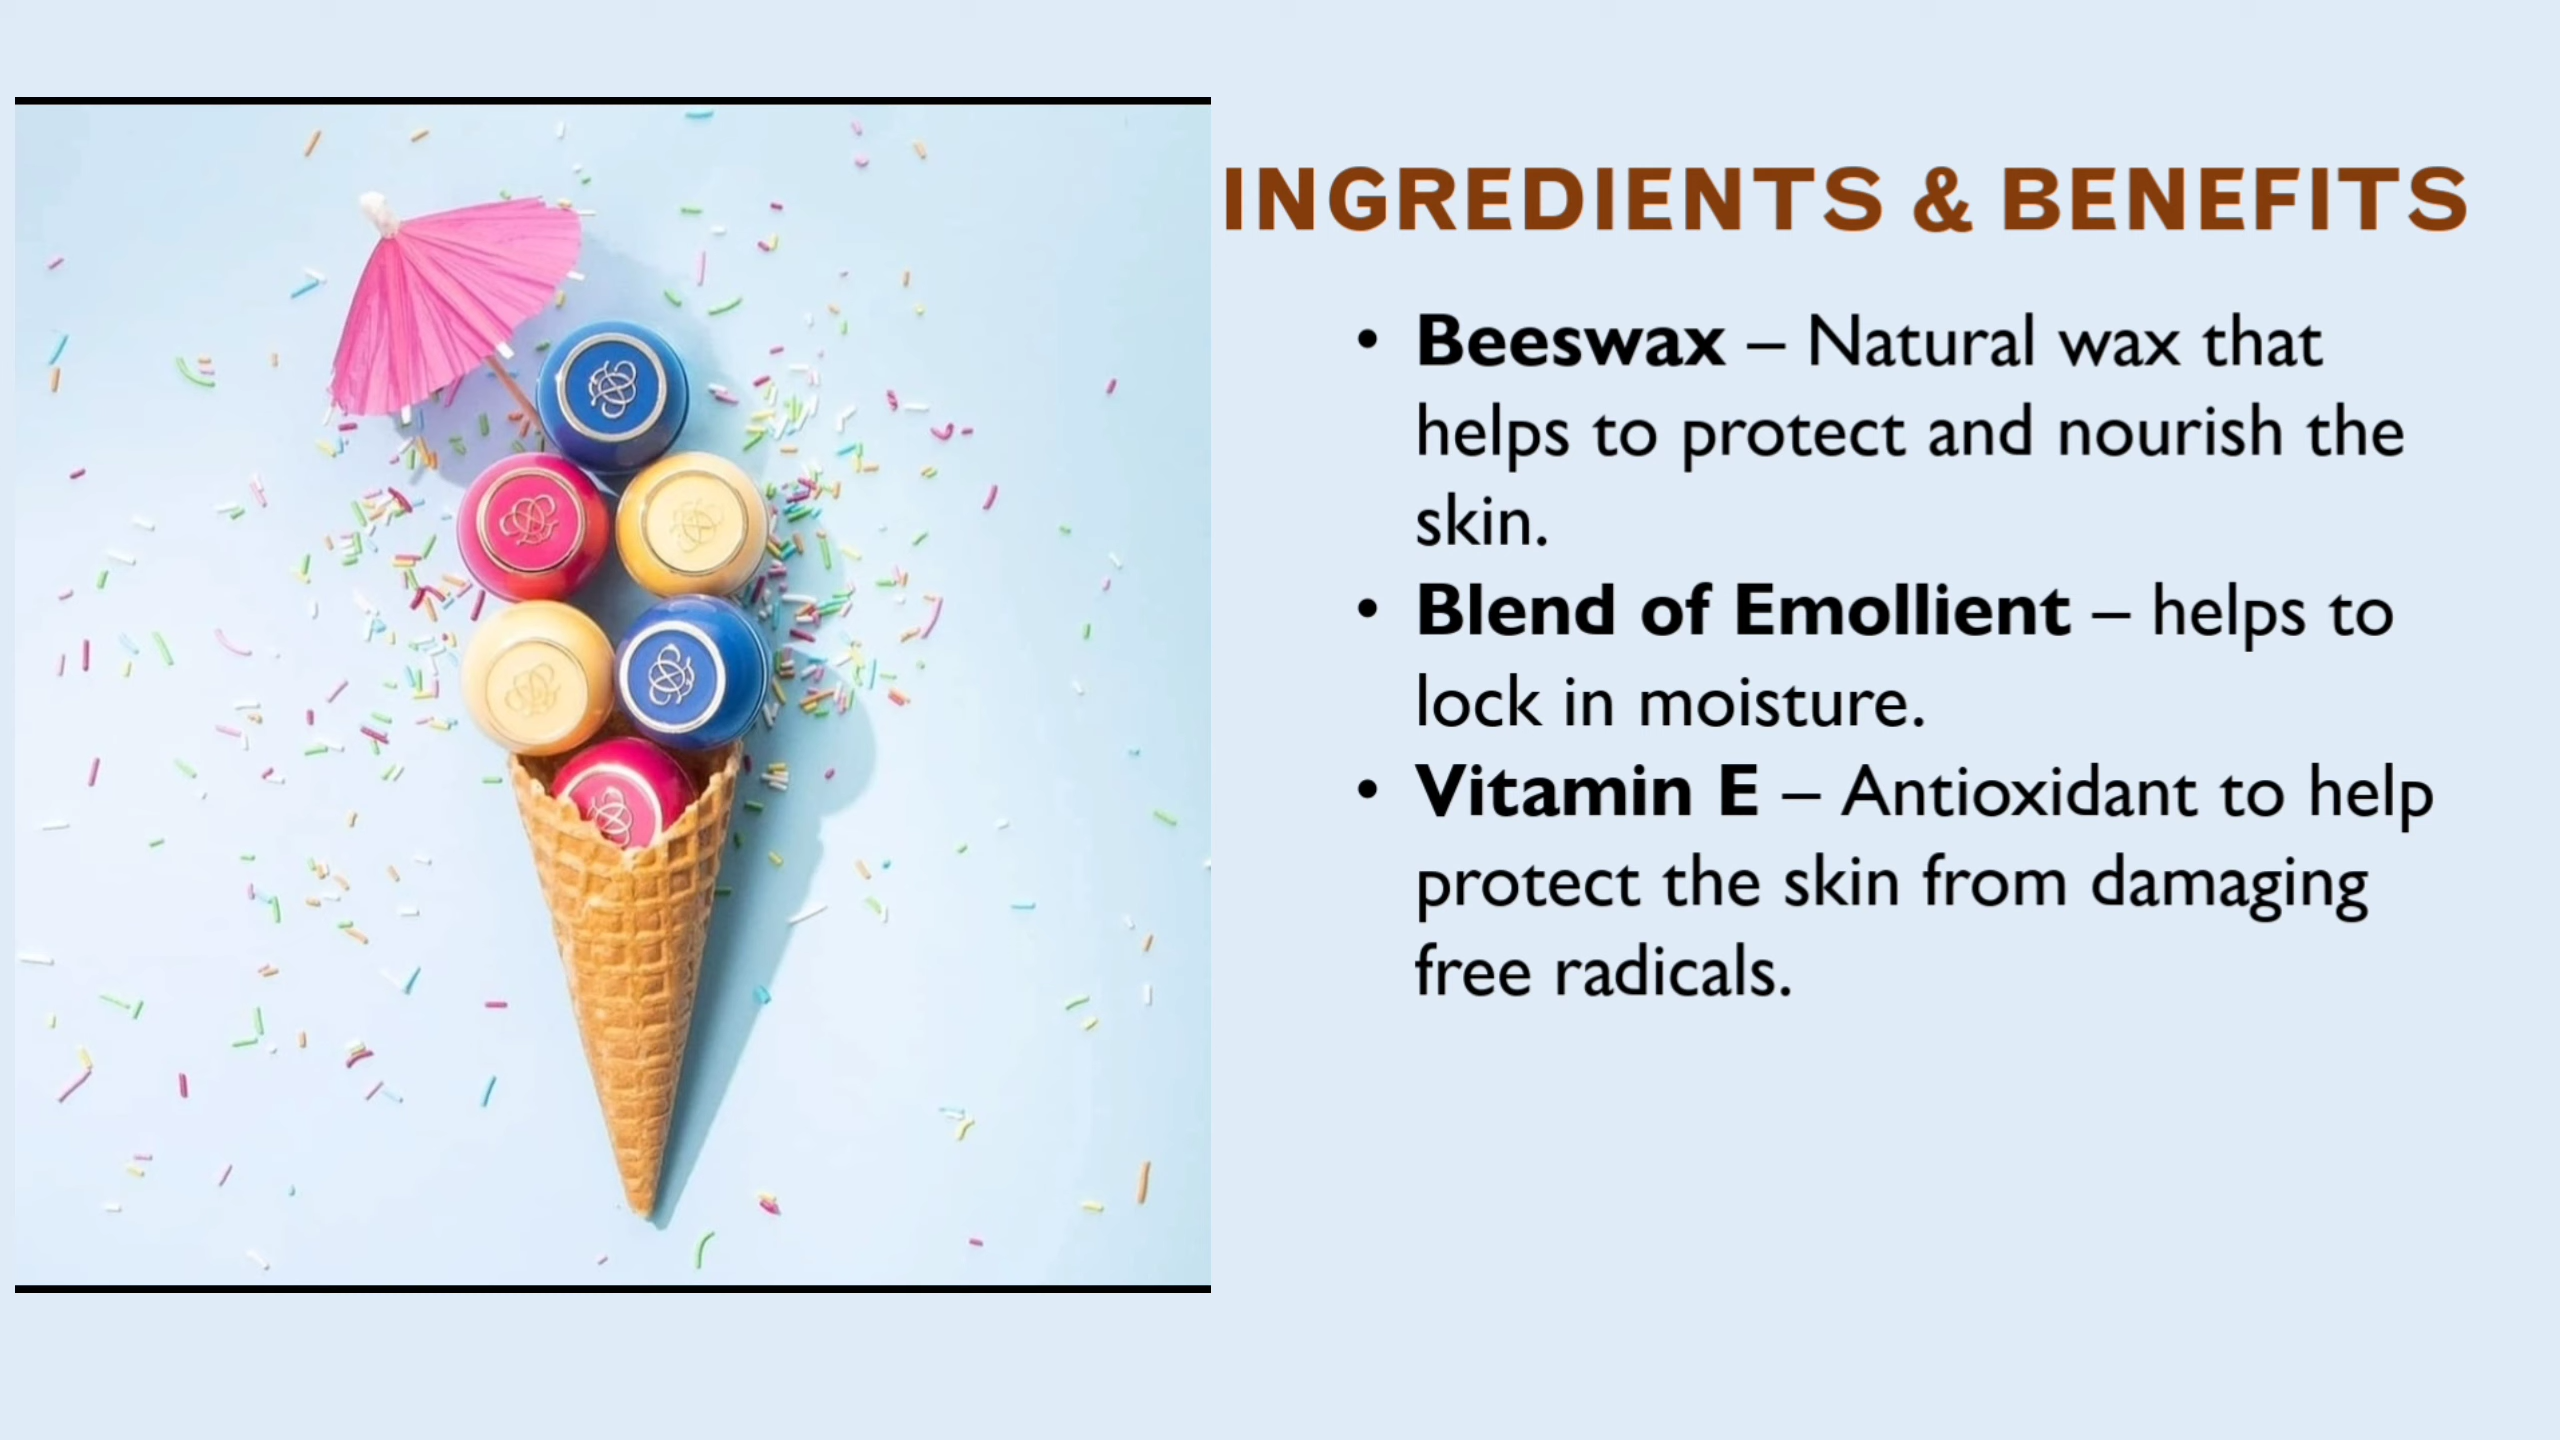 INGREDIENTS & BENEFITS
• Beeswax – Natural wax that
helps to protect and nourish the
skin.
• Blend of Emollient – helps to
lock in moisture.
• Vitamin E – Antioxidant to help
protect the skin from damaging
free radicals.